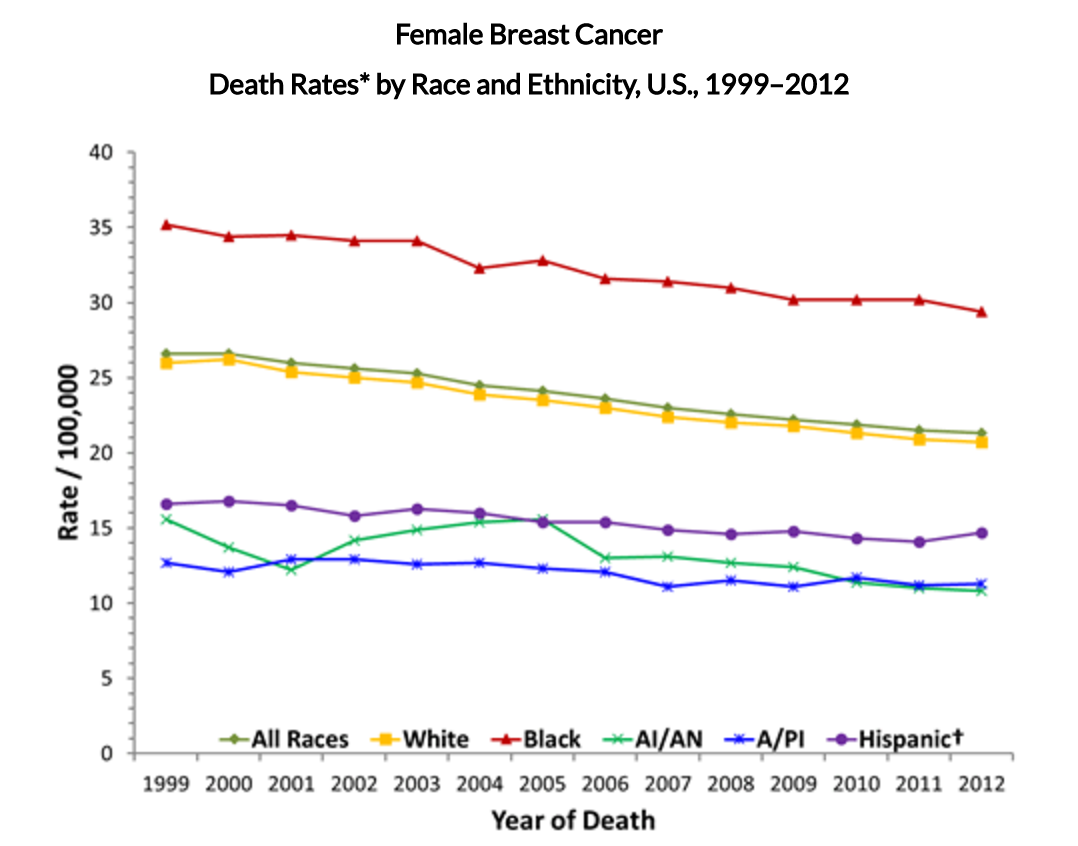 Female Breast Cancer
Death Rates* by Race and Ethnicity, U.S., 1999–2012
40
35
30
25
20
15
10
5
0
Rate / 100,000
All Races White Black AI/AN A/PI Hispanic†
1999 2000 2001 2002 2003 2004 2005 2006 2007 2008 2009 2010 2011 2012
Year of Death